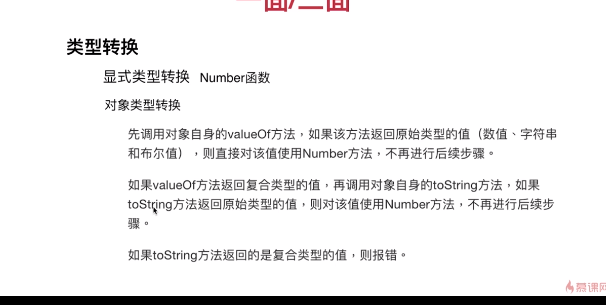 一面/二面
类型转换
显式类型转换 Number函数
对象类型转换
先调用对象自身的valueOf方法，如果该方法返回原始类型的值（数值、字符串
和布尔值），则直接对该值使用Number方法，不再进行后续步骤。
如果valueOf方法返回复合类型的值，再调用对象自身的toString方法，如果
toString方法返回原始类型的值，则对该值使用Number方法，不再进行后续步
骤。
如果toString方法返回的是复合类型的值，则报错。
慕课网